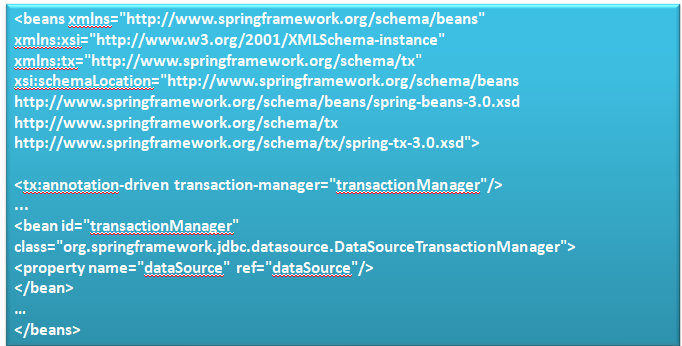 <beans xmlns="http://www.springframework.org/schema/beans"
xmlns:xsi="http://www.w3.org/2001/XMLSchema-instance"
xmlns:tx="http://www.springframework.org/schema/tx"
xsi:schemaLocation="http://www.springframework.org/schema/beans
http://www.springframework.org/schema/beans/spring-beans-3.0.xsd
http://www.springframework.org/schema/tx
http://www.springframework.org/schema/tx/spring-tx-3.0.xsd">
<tx:annotation-driven transaction-manager="transactionManager"/>
...
<bean id="transactionManager"
class="org.springframework.jdbc.datasource.DataSourceTransactionManager">
<property name="dataSource" ref="dataSource"/>
</bean>
...
</beans>